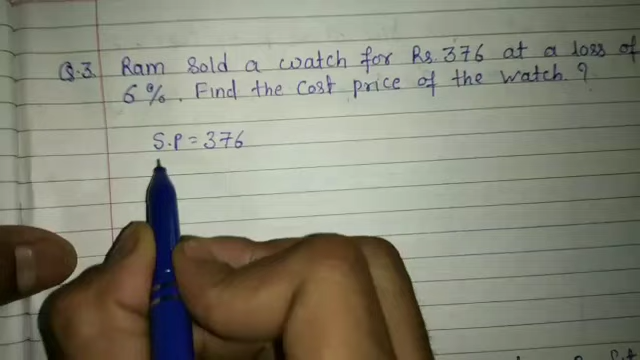 Q.3. Ram sold a watch for Rs. 376 at a loss of
6%. Find the cost price of the watch ?
S.P = 376